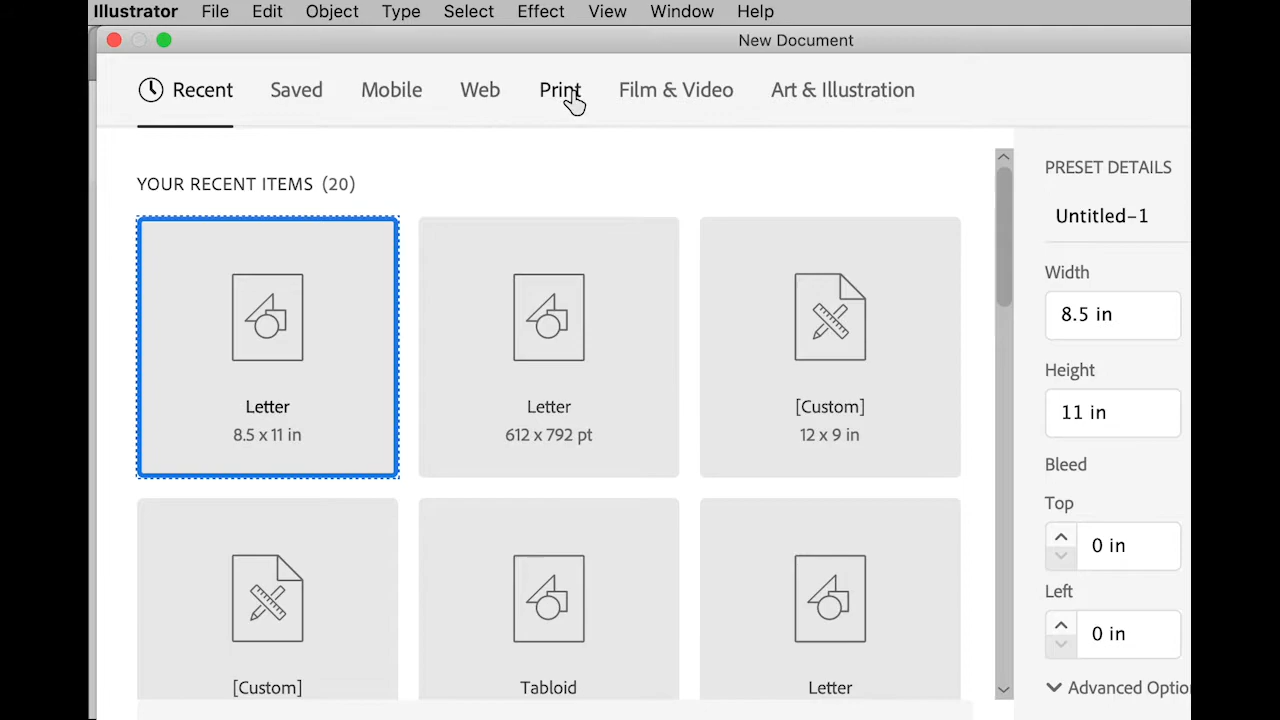 Illustrator File Edit Object Type Select Effect View Window Help
New Document
Recent Saved Mobile Web Print Film & Video Art & Illustration
YOUR RECENT ITEMS (20)
Letter
8.5 x 11 in
Letter
612 x 792 pt
[Custom]
12 x 9 in
[Custom]
Tabloid
Letter
PRESET DETAILS
Untitled-1
Width
8.5 in
Height
11 in
Bleed
Top
0 in
Left
0 in
Advanced Optio